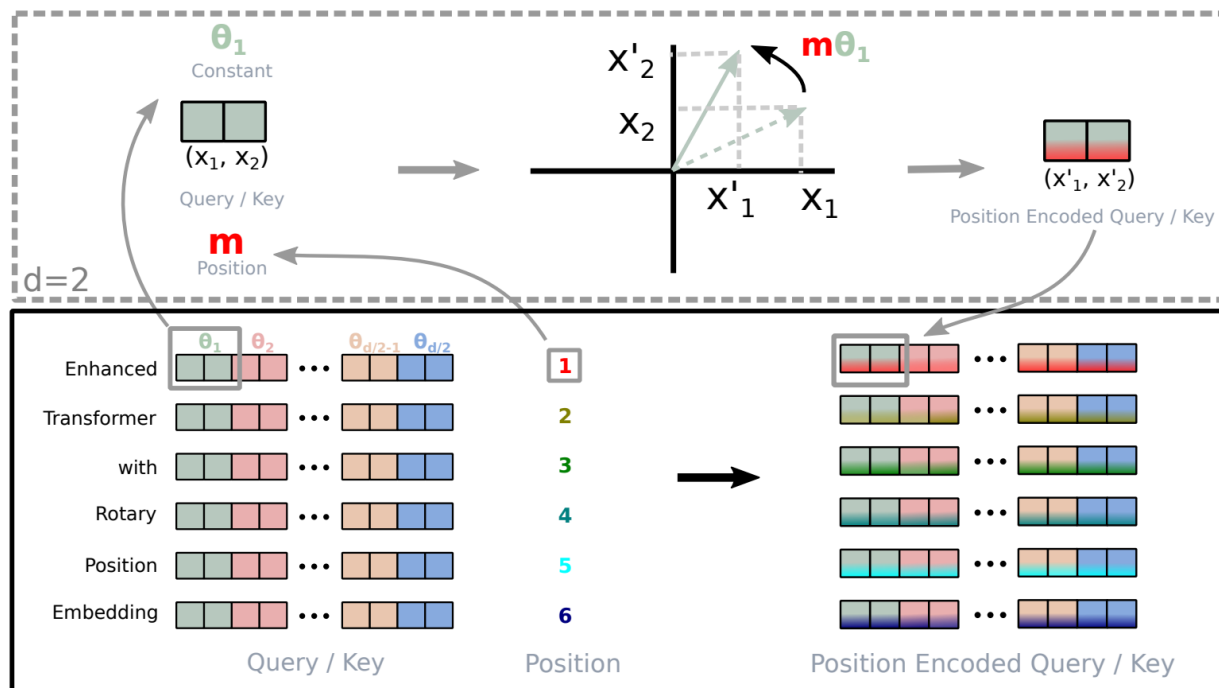 θ1
Constant
(x1, x2)
Query / Key
m
Position
d=2
x'2
x2
x'1
x1
mθ1
(x'1, x'2)
Position Encoded Query / Key
θ1 θ2 ••• θd/2-1 θd/2
Enhanced ••• 1 •••
Transformer ••• 2 •••
with ••• 3 •••
Rotary ••• 4 •••
Position ••• 5 •••
Embedding ••• 6 •••
Query / Key Position Position Encoded Query / Key